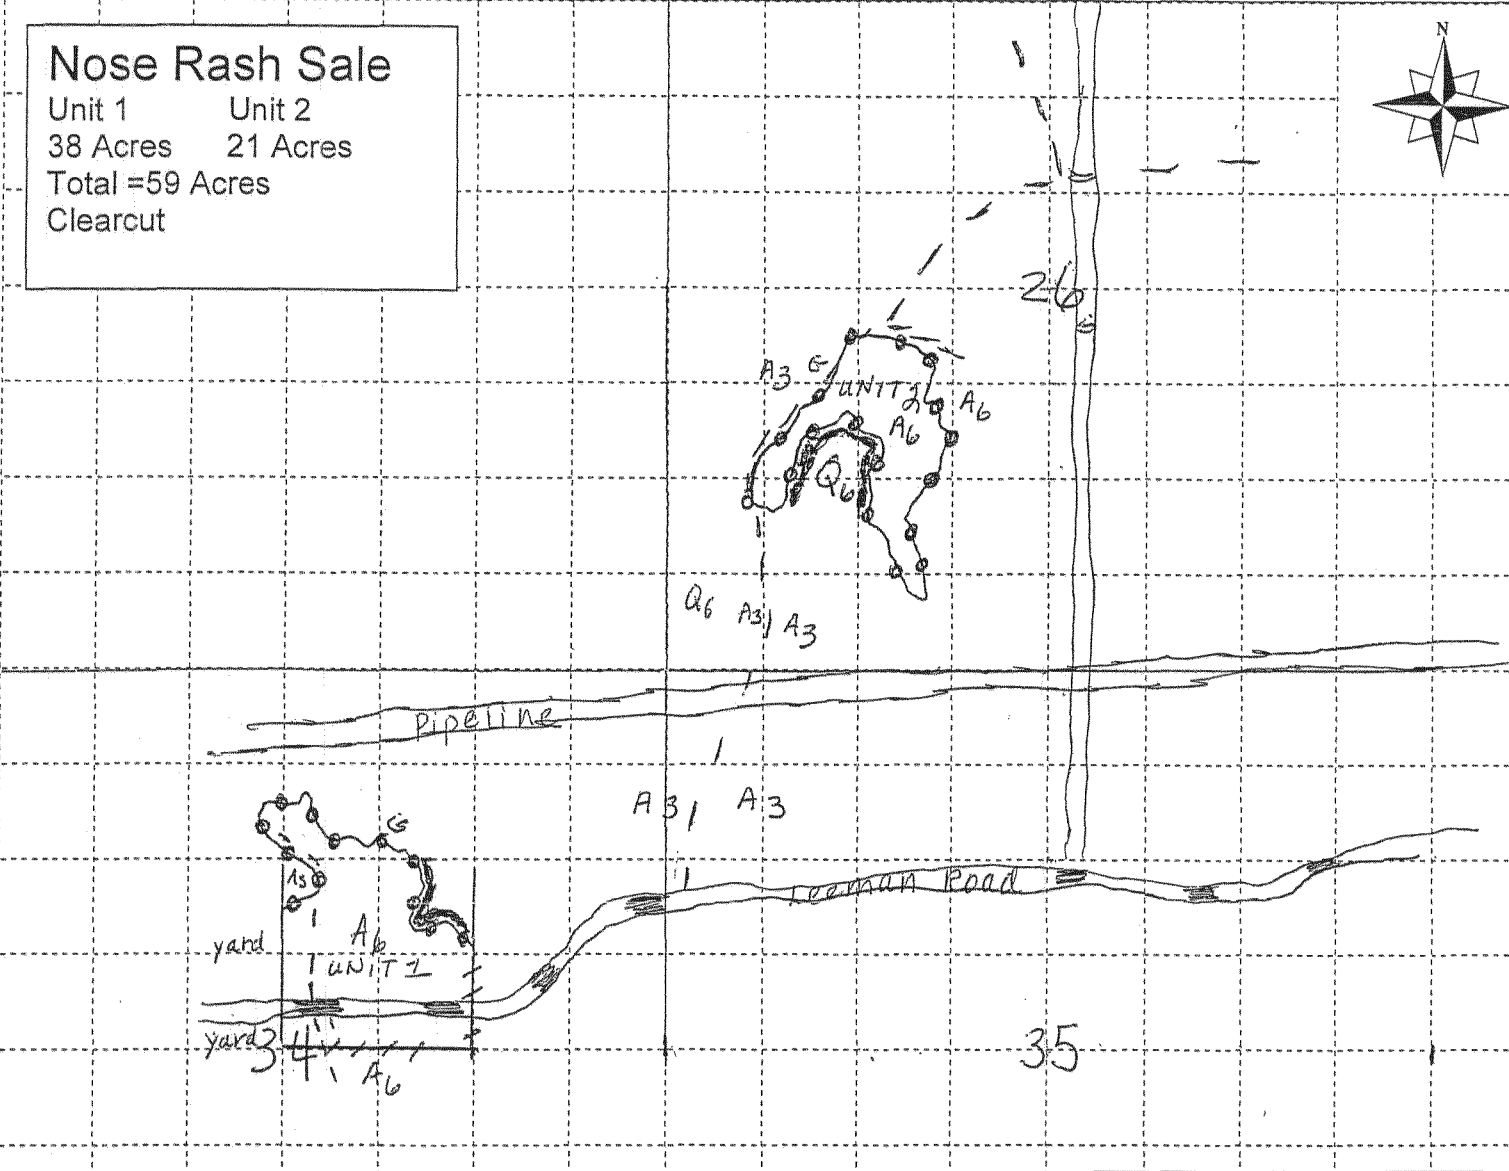 Nose Rash Sale
Unit 1 Unit 2
38 Acres 21 Acres
Total =59 Acres
Clearcut
N
26
A3 G
UNIT 2 A6
A6
Q6
Q6 A3 A3
Pipeline
A3 A3
G
Leeman Road
A6
yard
UNIT 1
yard 34
35
A6